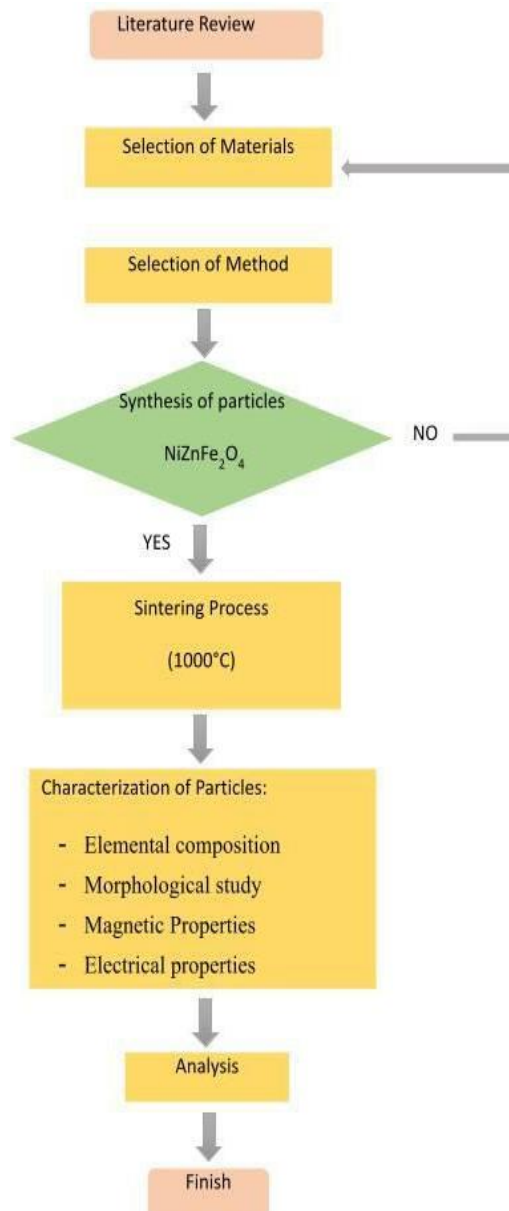 Literature Review
Selection of Materials
Selection of Method
Synthesis of particles
NiZnFe₂O₄
NO
YES
Sintering Process
(1000°C)
Characterization of Particles:
- Elemental composition
- Morphological study
- Magnetic Properties
- Electrical properties
Analysis
Finish